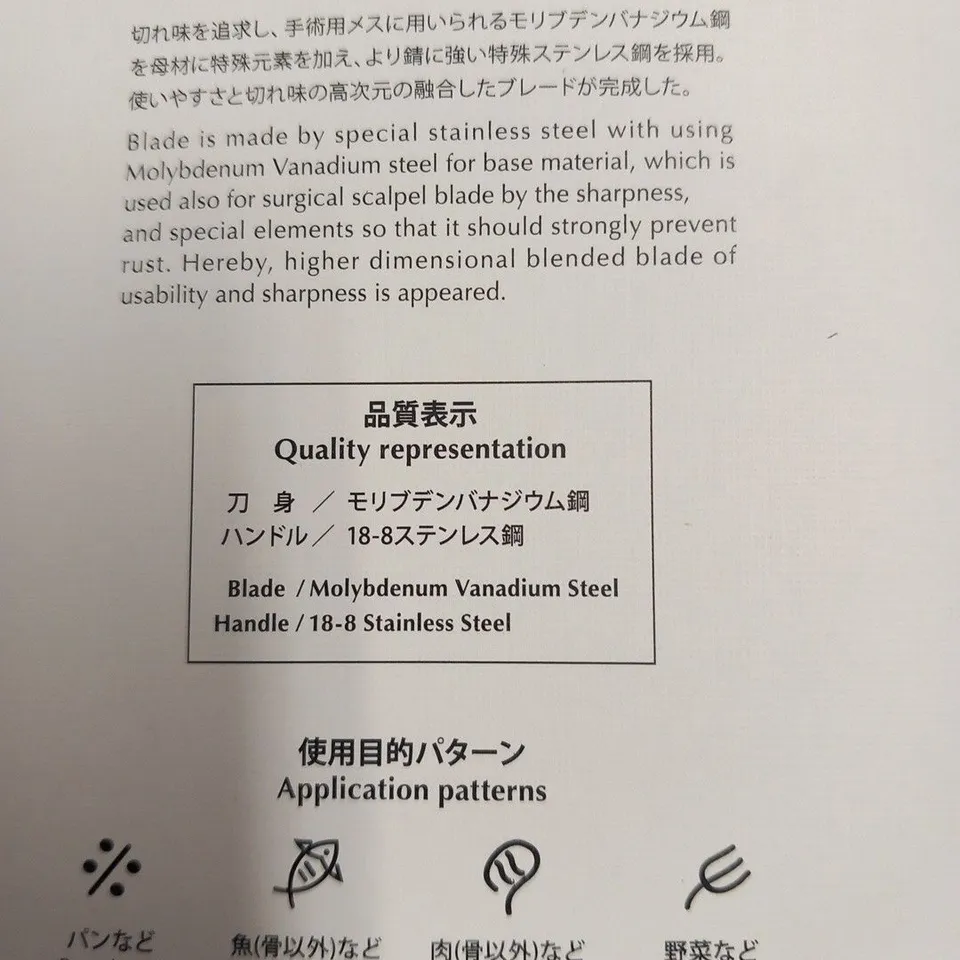 切れ味を追求し、手術用メスに用いられるモリブデンバナジウム鋼
を母材に特殊元素を加え、より錆に強い特殊ステンレス鋼を採用。
使いやすさと切れ味の高次元の融合したブレードが完成した。
Blade is made by special stainless steel with using
Molybdenum Vanadium steel for base material, which is
used also for surgical scalpel blade by the sharpness,
and special elements so that it should strongly prevent
rust. Hereby, higher dimensional blended blade of
usability and sharpness is appeared.
品質表示
Quality representation
刀　身 ／ モリブデンバナジウム鋼
ハンドル ／ 18-8ステンレス鋼
Blade / Molybdenum Vanadium Steel
Handle / 18-8 Stainless Steel
使用目的パターン
Application patterns
パンなど 魚(骨以外)など 肉(骨以外)など 野菜など